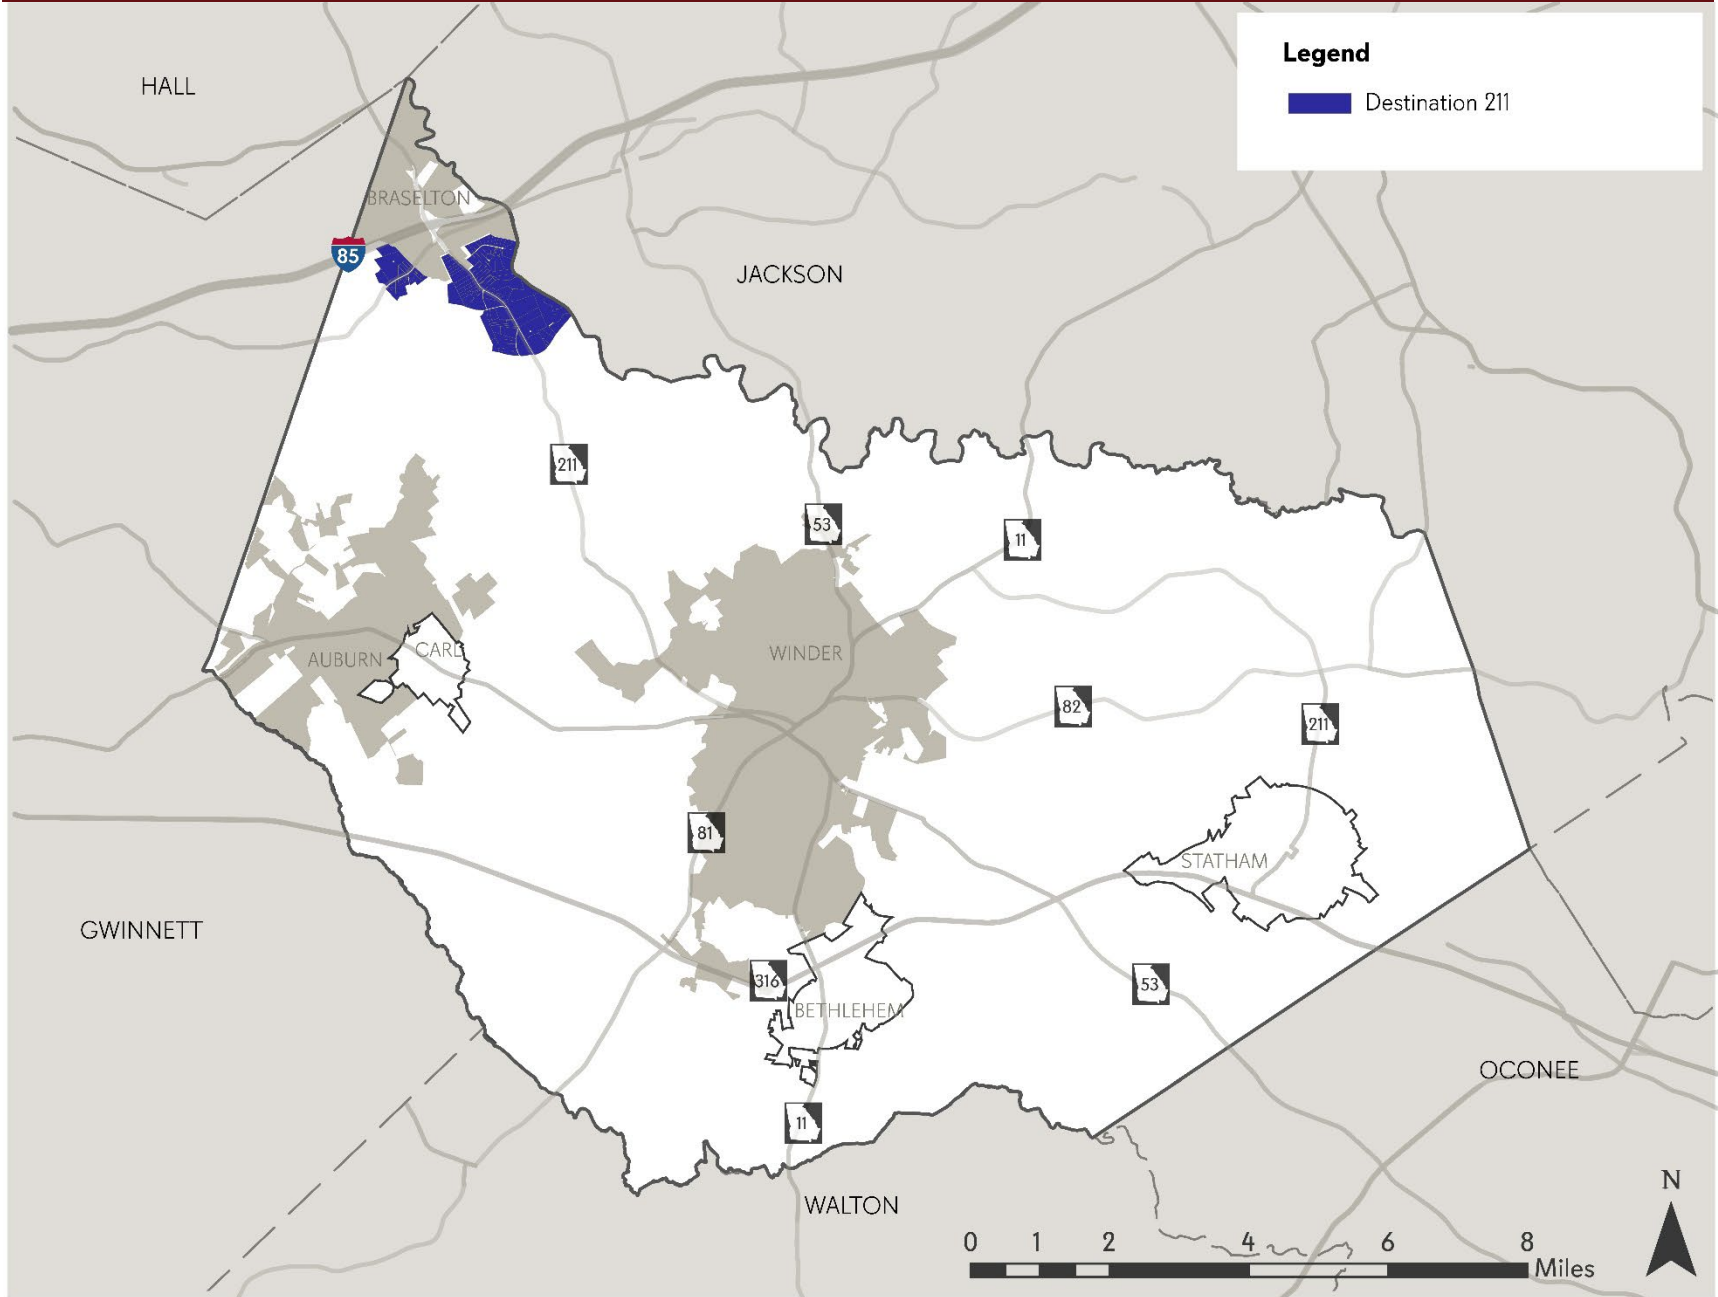 Legend
Destination 211
HALL
BRASELTON
85
JACKSON
211
53
11
CARL
AUBURN
WINDER
82
211
81
STATHAM
GWINNETT
316
53
BETHLEHEM
OCONEE
11
WALTON
N
0 1 2 4 6 8
Miles